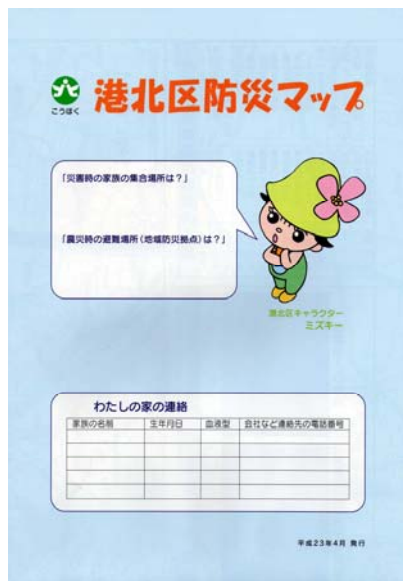 こうほく
港北区防災マップ
「災害時の家族の集合場所は？」
「震災時の避難場所(地域防災拠点)は？」
港北区キャラクター
ミズキー
わたしの家の連絡
家族の名前 生年月日 血液型 会社など連絡先の電話番号
平成23年4月 発行